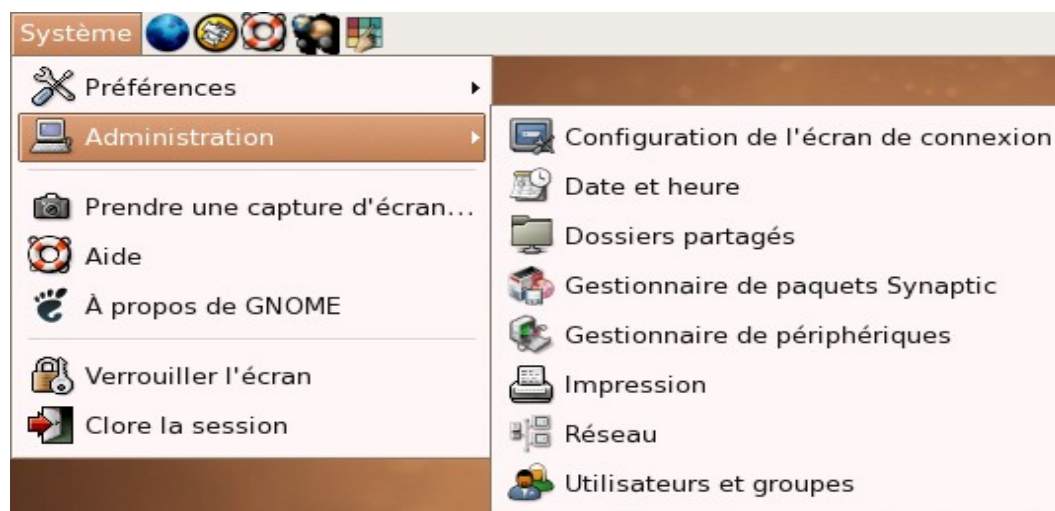 Système
Préférences
Administration
Prendre une capture d'écran...
Aide
À propos de GNOME
Verrouiller l'écran
Clore la session
Configuration de l'écran de connexion
Date et heure
Dossiers partagés
Gestionnaire de paquets Synaptic
Gestionnaire de périphériques
Impression
Réseau
Utilisateurs et groupes